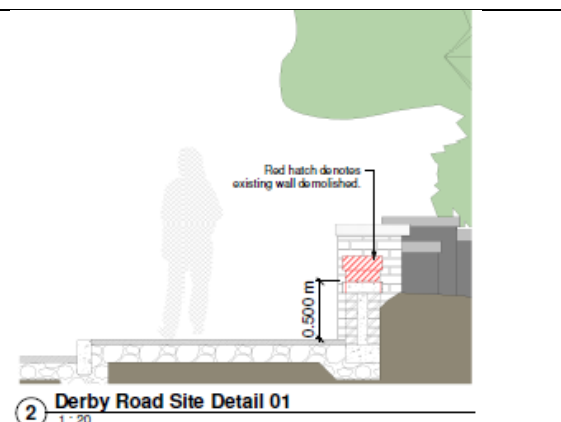 Red hatch denotes
existing wall demolished.
0.500 m
2 Derby Road Site Detail 01
1 : 20